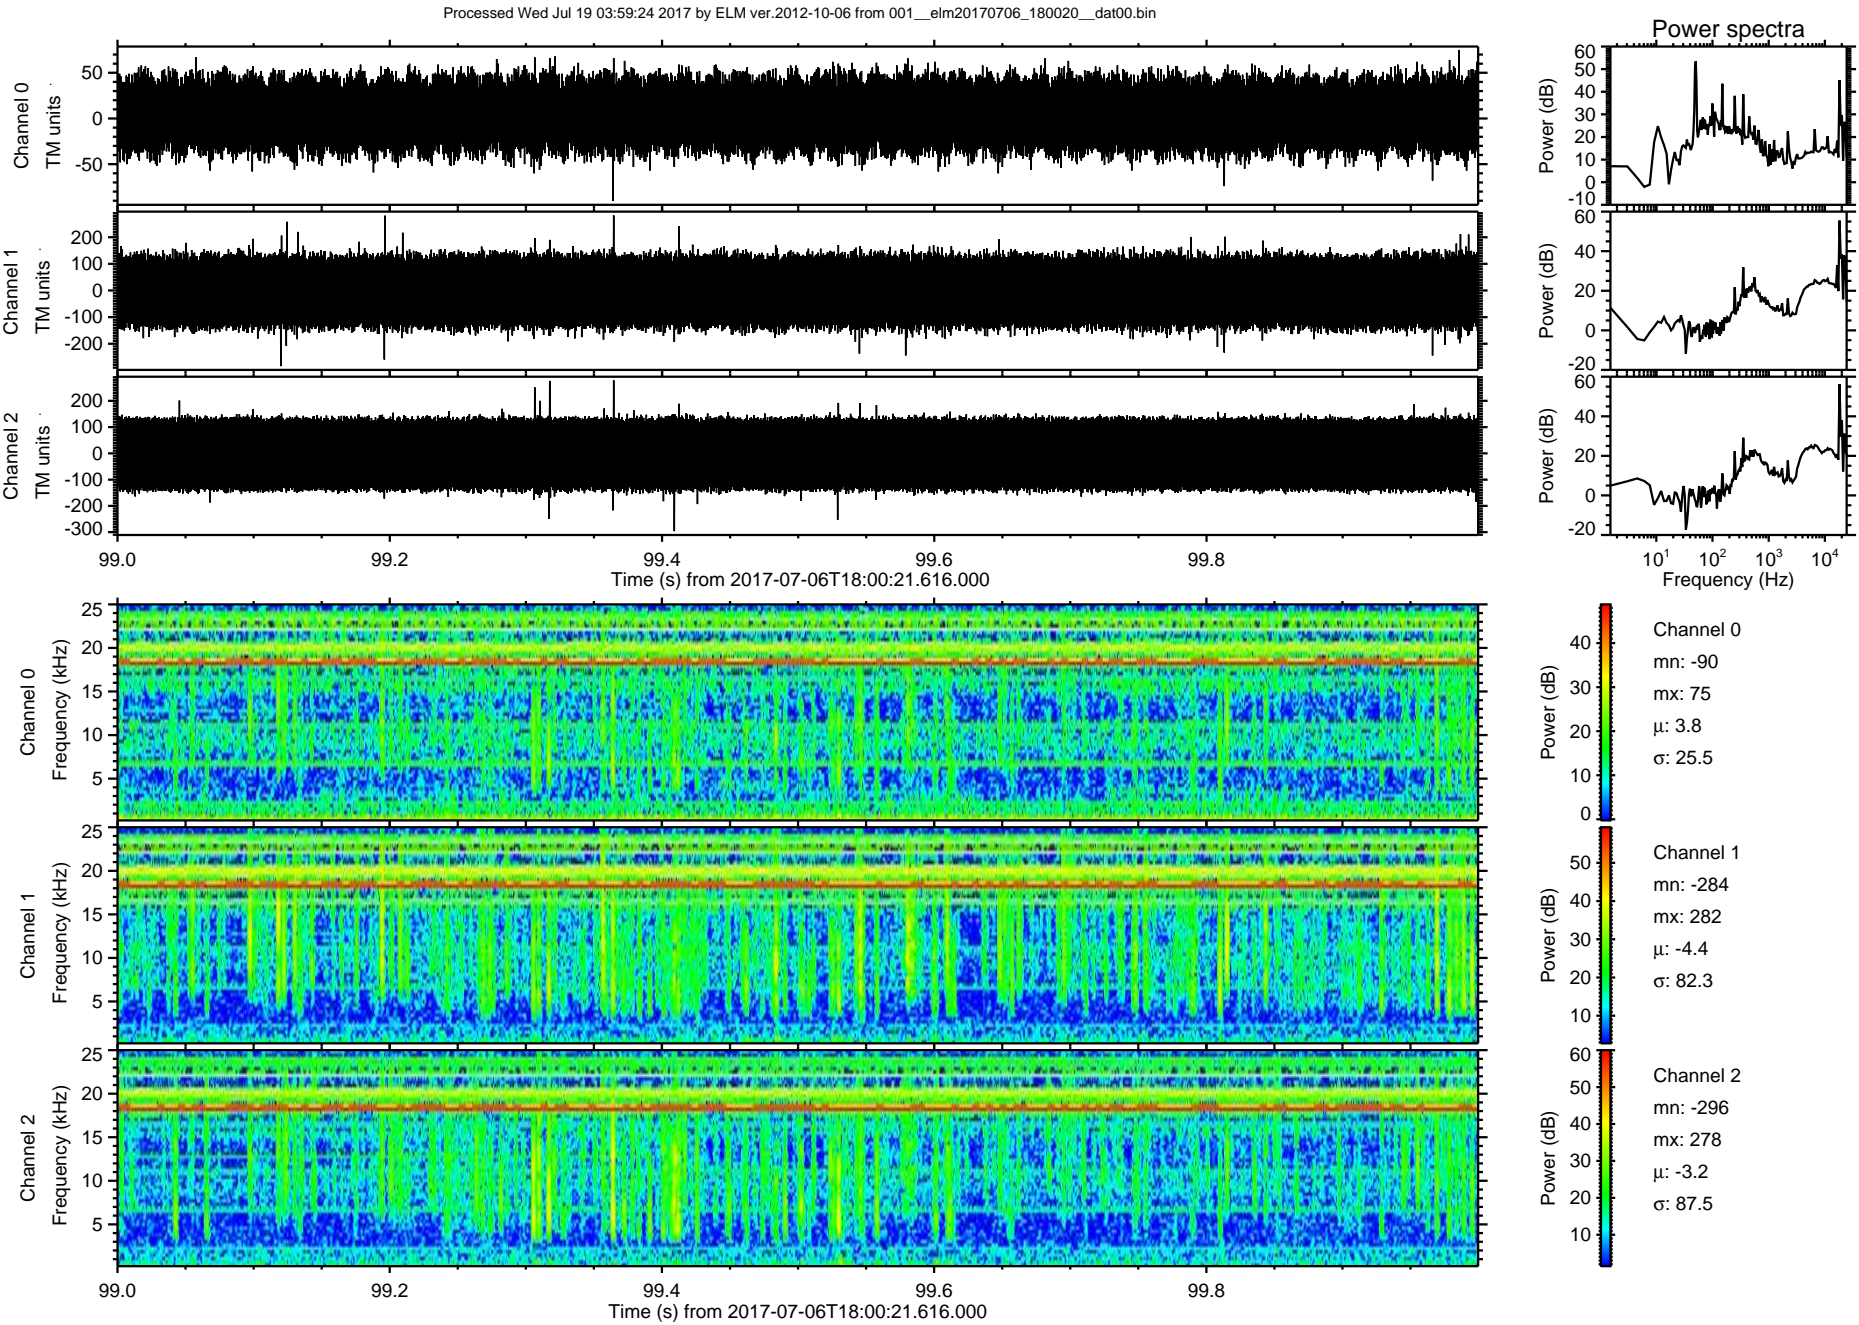 Processed Wed Jul 19 03:59:24 2017 by ELM ver.2012-10-06 from 001__elm20170706_180020__dat00.bin
Power spectra
Channel 0
TM units
50
0
-50
Power (dB)
60
50
40
30
20
10
0
-10
Channel 1
TM units
200
100
0
-100
-200
Power (dB)
60
40
20
0
-20
Channel 2
TM units
200
100
0
-100
-200
-300
Power (dB)
60
40
20
0
-20
99.0 99.2 99.4 99.6 99.8
Time (s) from 2017-07-06T18:00:21.616.000
10^1 10^2 10^3 10^4
Frequency (Hz)
Channel 0
Frequency (kHz)
25
20
15
10
5
Power (dB)
40
30
20
10
0
Channel 0
mn: -90
mx: 75
μ: 3.8
σ: 25.5
Channel 1
Frequency (kHz)
25
20
15
10
5
Power (dB)
50
40
30
20
10
Channel 1
mn: -284
mx: 282
μ: -4.4
σ: 82.3
Channel 2
Frequency (kHz)
25
20
15
10
5
Power (dB)
60
50
40
30
20
10
Channel 2
mn: -296
mx: 278
μ: -3.2
σ: 87.5
99.0 99.2 99.4 99.6 99.8
Time (s) from 2017-07-06T18:00:21.616.000